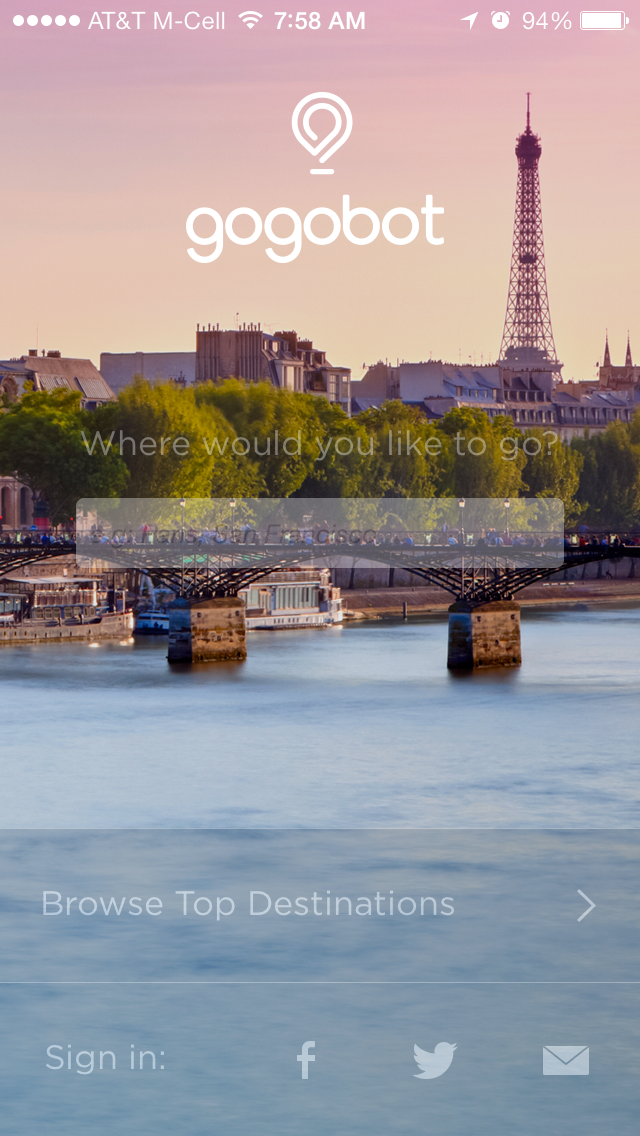 AT&T M-Cell 7:58 AM 94%
gogobot
Where would you like to go?
E.g. Paris, San Francisco
Browse Top Destinations
Sign in: